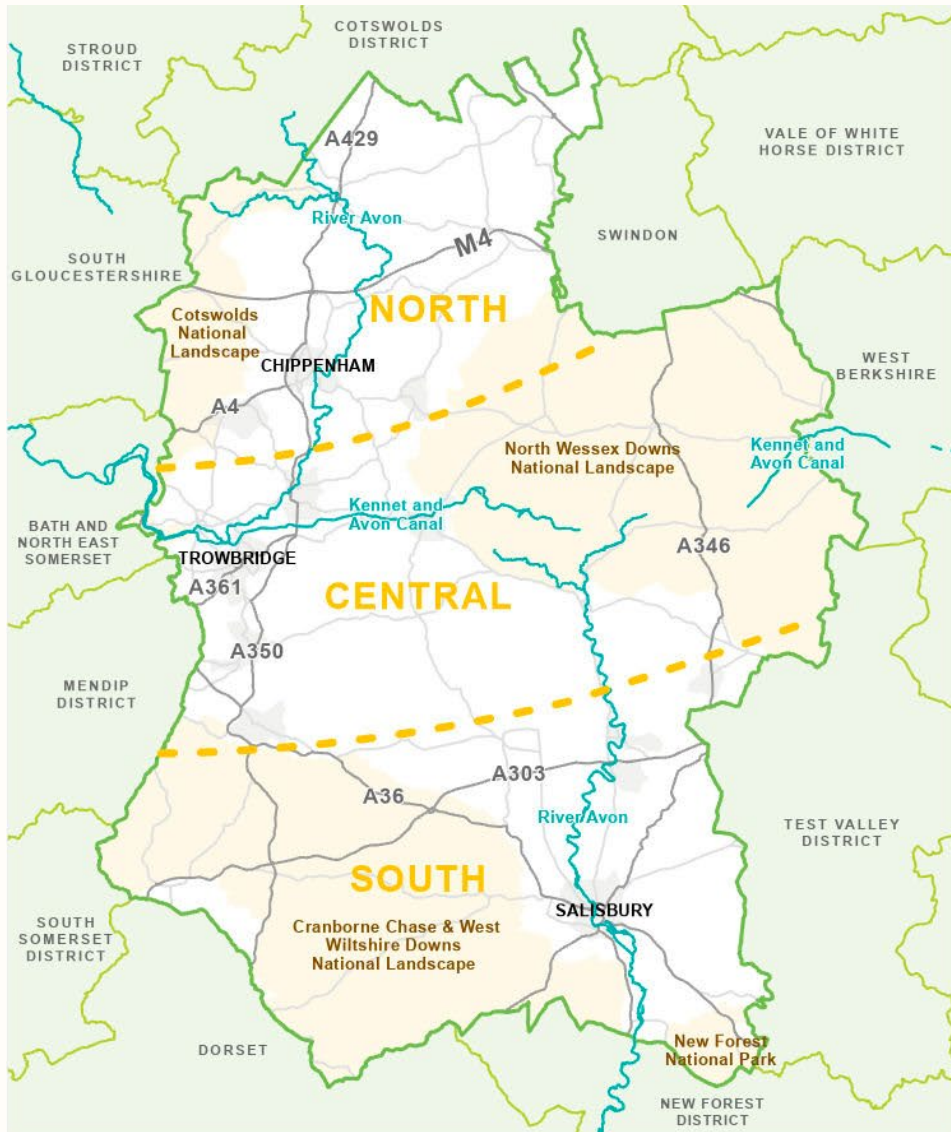 COTSWOLDS
DISTRICT
STROUD
DISTRICT
A429
VALE OF WHITE
HORSE DISTRICT
River Avon
SWINDON
M4
SOUTH
GLOUCESTERSHIRE
NORTH
Cotswolds
National
Landscape
CHIPPENHAM
WEST
BERKSHIRE
A4
North Wessex Downs
National Landscape
Kennet and
Avon Canal
Kennet and
Avon Canal
BATH AND
NORTH EAST
SOMERSET
TROWBRIDGE
A346
A361
CENTRAL
A350
MENDIP
DISTRICT
A303
A36
River Avon
TEST VALLEY
DISTRICT
SOUTH
SALISBURY
SOUTH
SOMERSET
DISTRICT
Cranborne Chase & West
Wiltshire Downs
National Landscape
New Forest
National Park
DORSET
NEW FOREST
DISTRICT